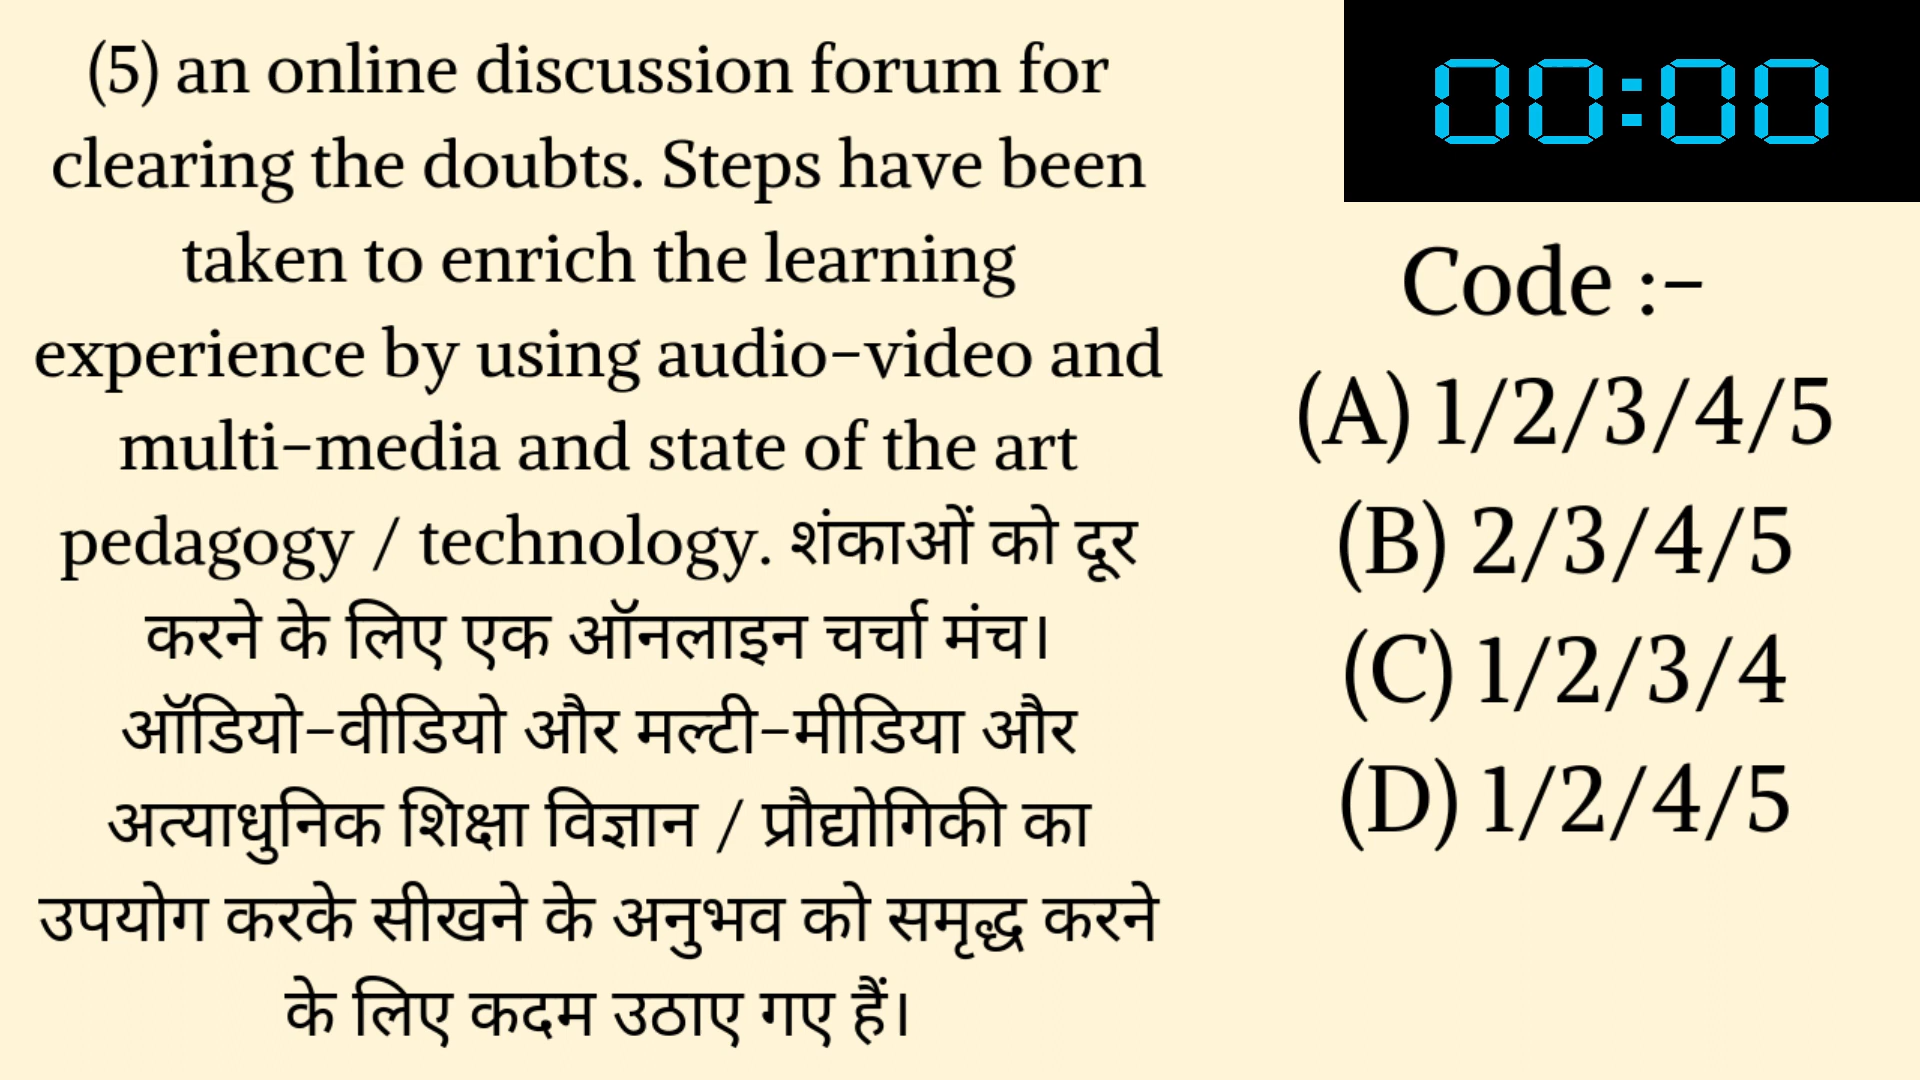 (5) an online discussion forum for
clearing the doubts. Steps have been
taken to enrich the learning
experience by using audio-video and
multi-media and state of the art
pedagogy / technology. शंकाओं को दूर
करने के लिए एक ऑनलाइन चर्चा मंच।
ऑडियो-वीडियो और मल्टी-मीडिया और
अत्याधुनिक शिक्षा विज्ञान / प्रौद्योगिकी का
उपयोग करके सीखने के अनुभव को समृद्ध करने
के लिए कदम उठाए गए हैं।
00:00
Code :-
(A) 1/2/3/4/5
(B) 2/3/4/5
(C) 1/2/3/4
(D) 1/2/4/5